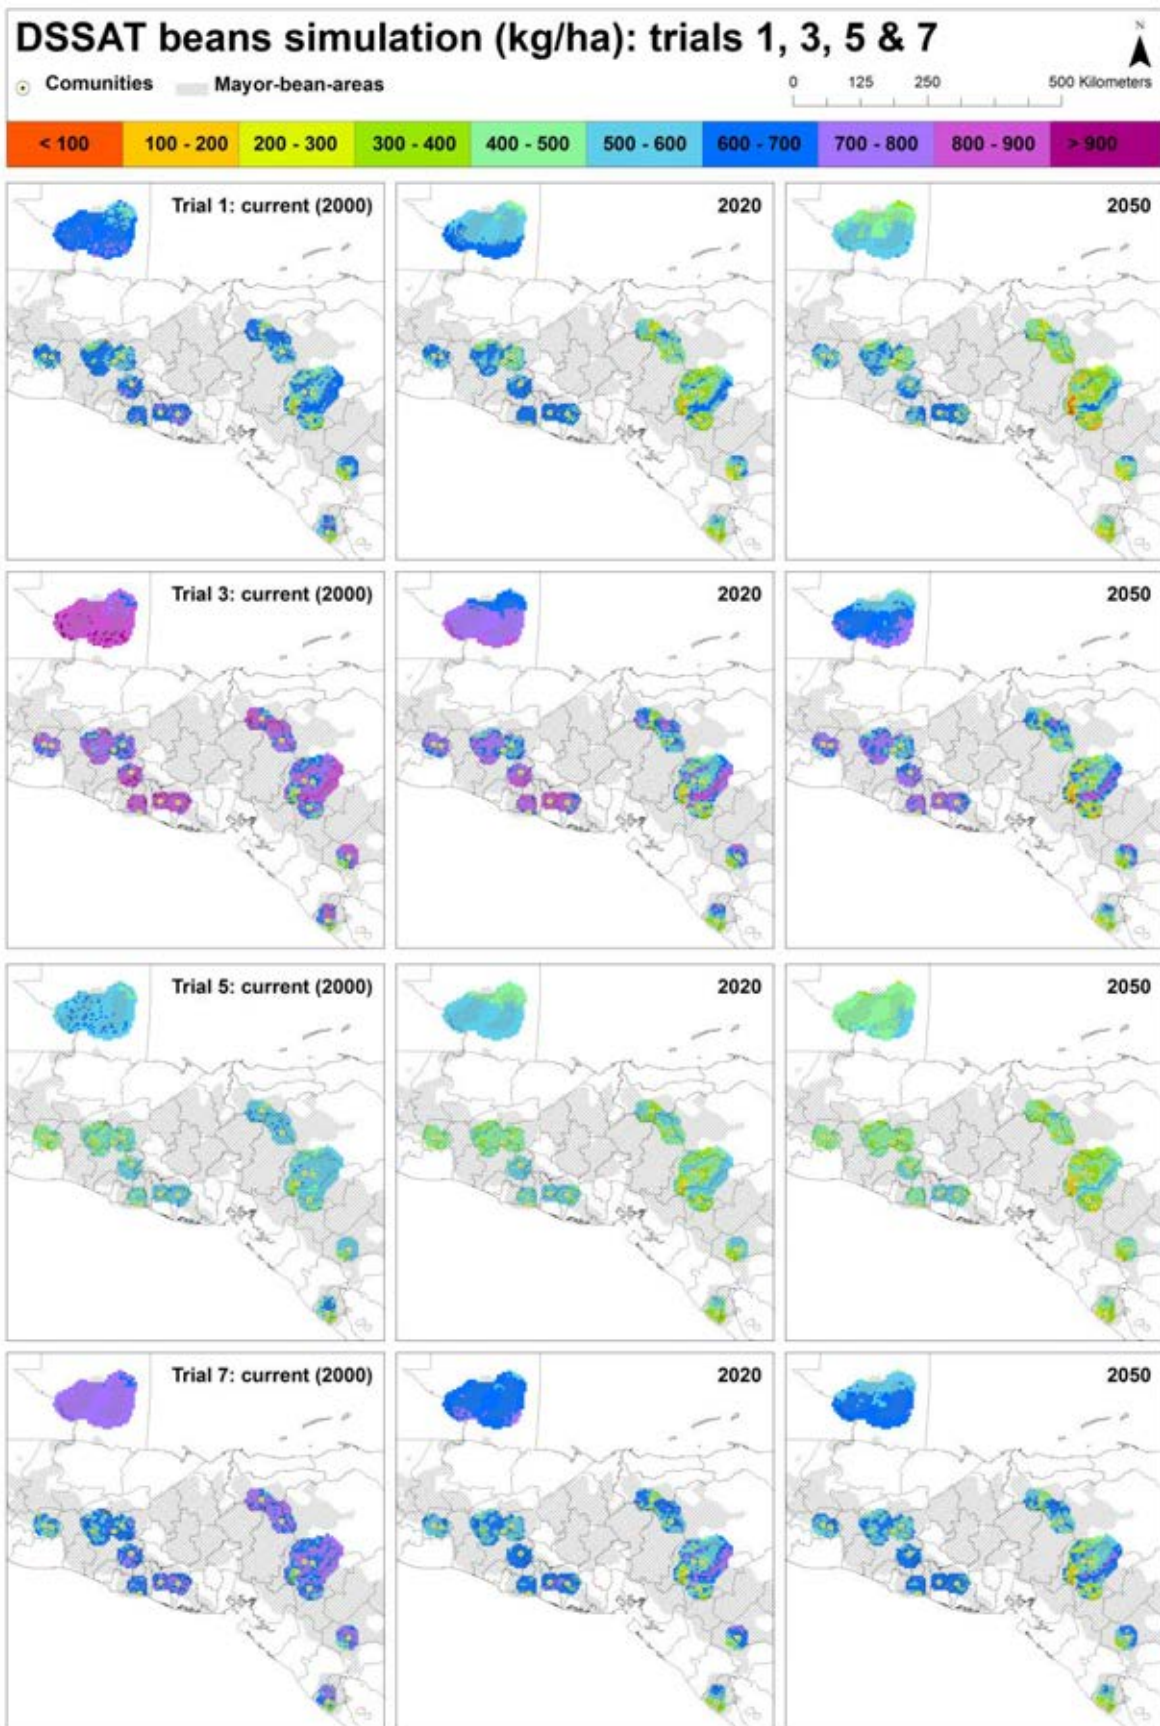 DSSAT beans simulation (kg/ha): trials 1, 3, 5 & 7
N
Comunities Mayor-bean-areas
0 125 250 500 Kilometers
< 100 100 - 200 200 - 300 300 - 400 400 - 500 500 - 600 600 - 700 700 - 800 800 - 900 > 900
Trial 1: current (2000) 2020 2050
Trial 3: current (2000) 2020 2050
Trial 5: current (2000) 2020 2050
Trial 7: current (2000) 2020 2050